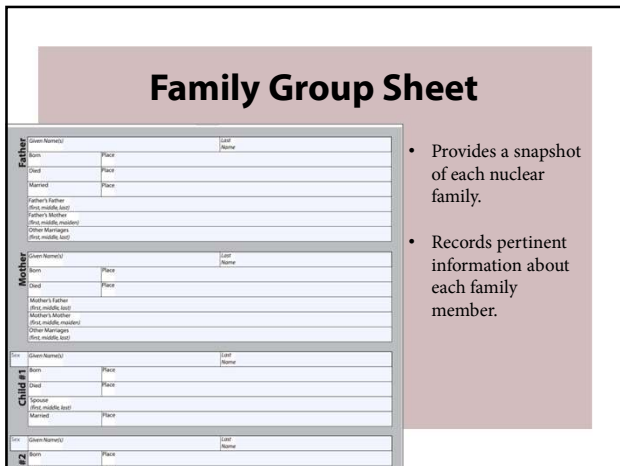 Family Group Sheet
Father
Given Name(s) Last Name
Born Place
Died Place
Married Place
Father's Father
(first, middle, last)
Father's Mother
(first, middle, maiden)
Other Marriages
(first, middle, last)
Mother
Given Name(s) Last Name
Born Place
Died Place
Mother's Father
(first, middle, last)
Mother's Mother
(first, middle, maiden)
Other Marriages
(first, middle, last)
Child #1
Sex Given Name(s) Last Name
Born Place
Died Place
Spouse
(first, middle, last)
Married Place
#2
Sex Given Name(s) Last Name
Born Place
• Provides a snapshot
of each nuclear
family.
• Records pertinent
information about
each family
member.